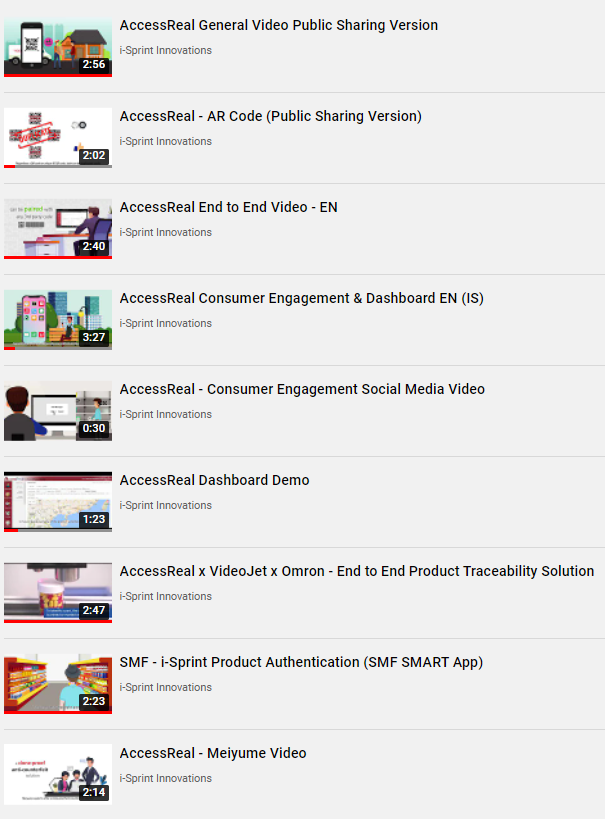 AccessReal General Video Public Sharing Version
i-Sprint Innovations
2:56
AccessReal - AR Code (Public Sharing Version)
i-Sprint Innovations
2:02
AccessReal End to End Video - EN
i-Sprint Innovations
2:40
AccessReal Consumer Engagement & Dashboard EN (IS)
i-Sprint Innovations
3:27
AccessReal - Consumer Engagement Social Media Video
i-Sprint Innovations
0:30
AccessReal Dashboard Demo
i-Sprint Innovations
1:23
AccessReal x VideoJet x Omron - End to End Product Traceability Solution
i-Sprint Innovations
2:47
SMF - i-Sprint Product Authentication (SMF SMART App)
i-Sprint Innovations
2:23
AccessReal - Meiyume Video
i-Sprint Innovations
2:14